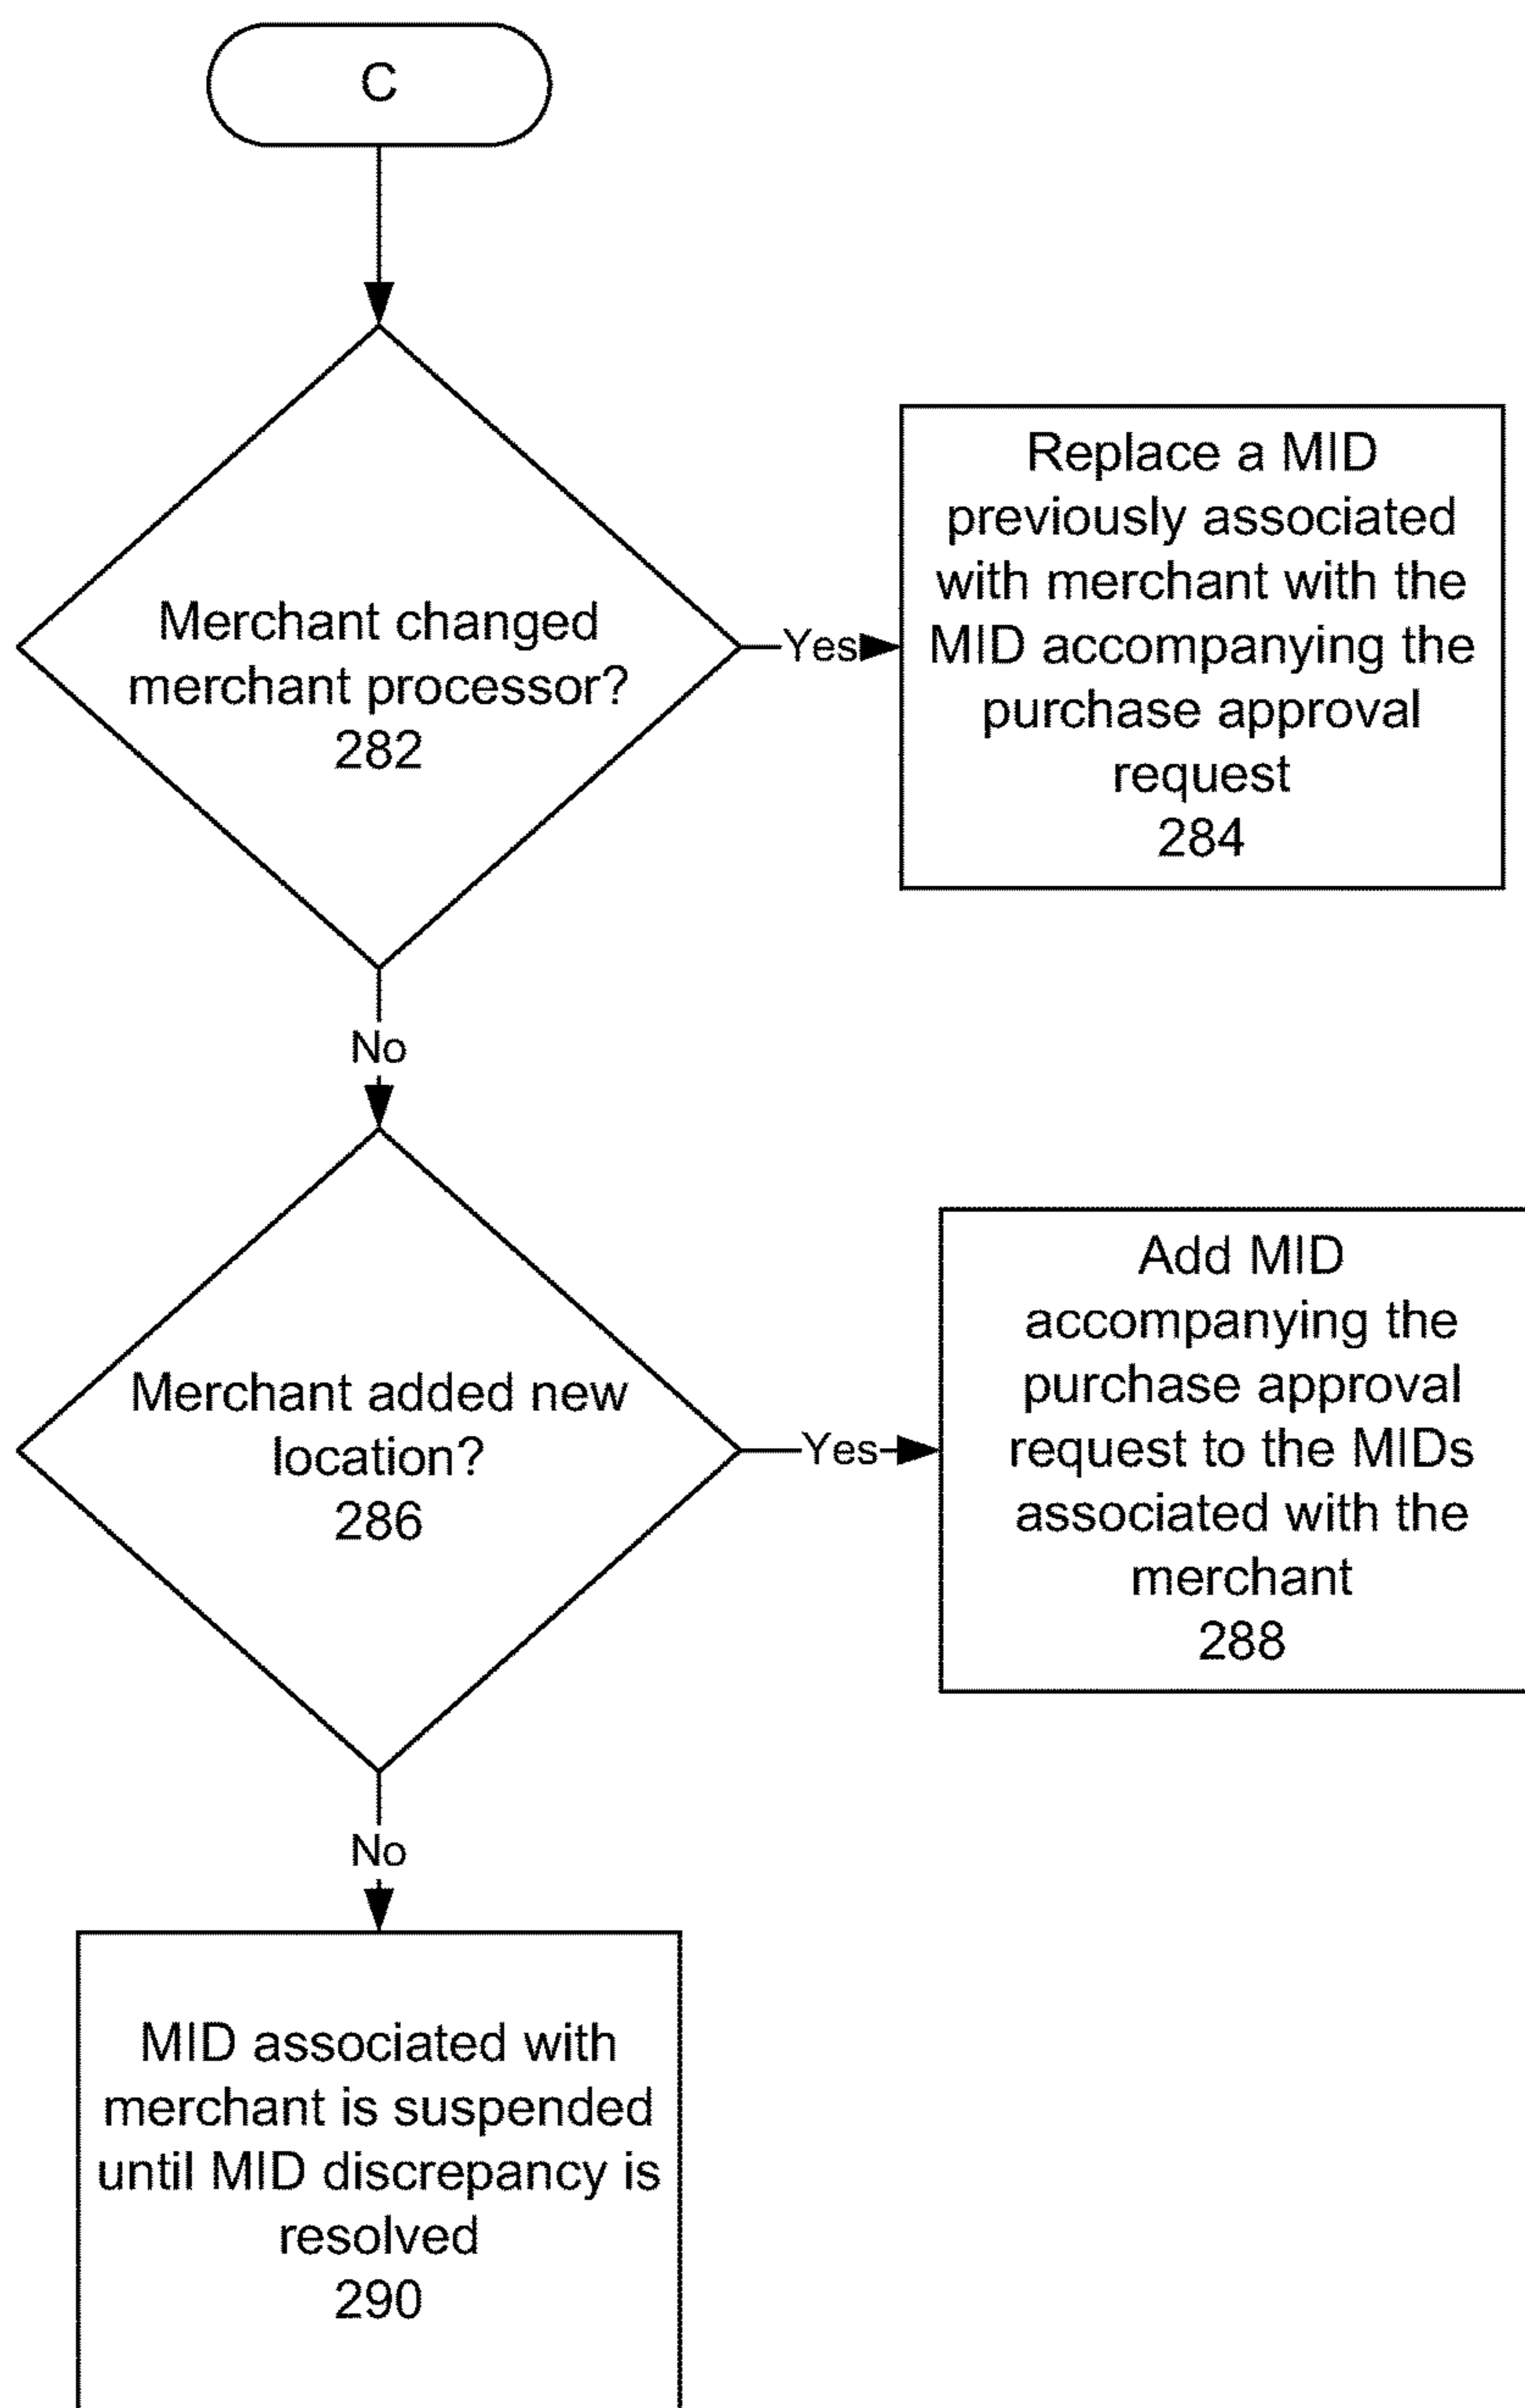 C
Merchant changed
merchant processor?
282
Yes
Replace a MID
previously associated
with merchant with the
MID accompanying the
purchase approval
request
284
No
Merchant added new
location?
286
Yes
Add MID
accompanying the
purchase approval
request to the MIDs
associated with the
merchant
288
No
MID associated with
merchant is suspended
until MID discrepancy is
resolved
290